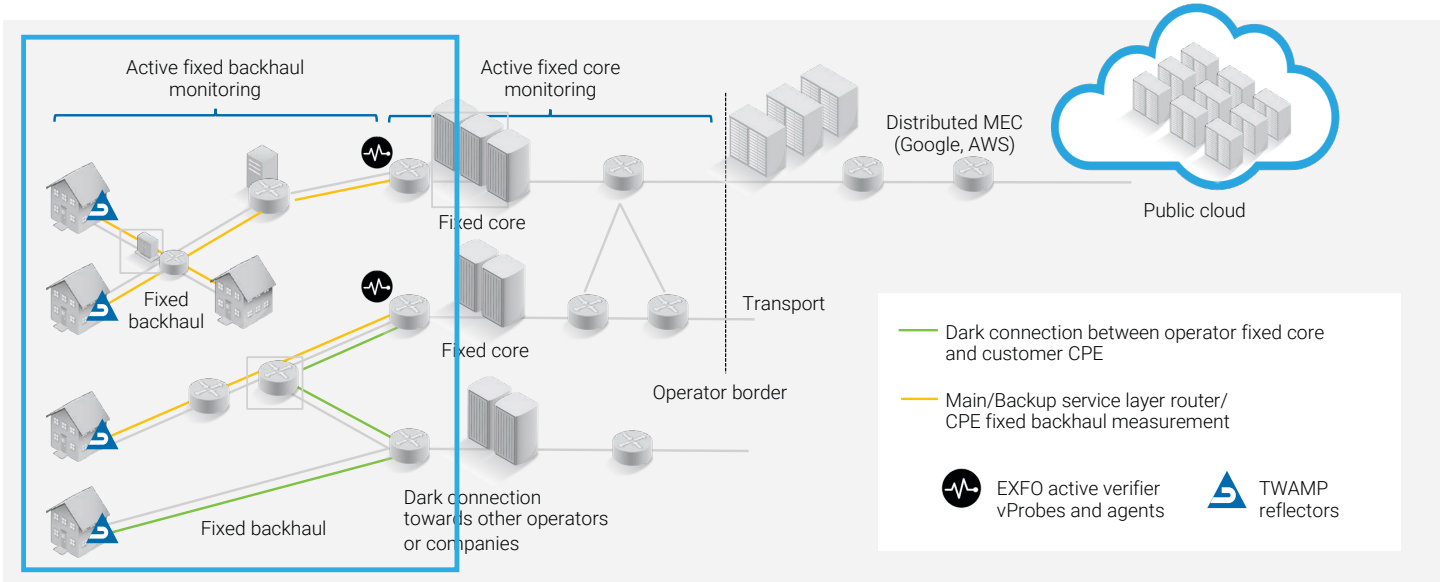 Active fixed backhaul
monitoring
Active fixed core
monitoring
Distributed MEC
(Google, AWS)
Public cloud
Fixed core
Fixed
backhaul
Fixed core
Transport
Operator border
Dark connection
towards other operators
or companies
Fixed backhaul
Dark connection between operator fixed core
and customer CPE
Main/Backup service layer router/
CPE fixed backhaul measurement
EXFO active verifier
vProbes and agents
TWAMP
reflectors